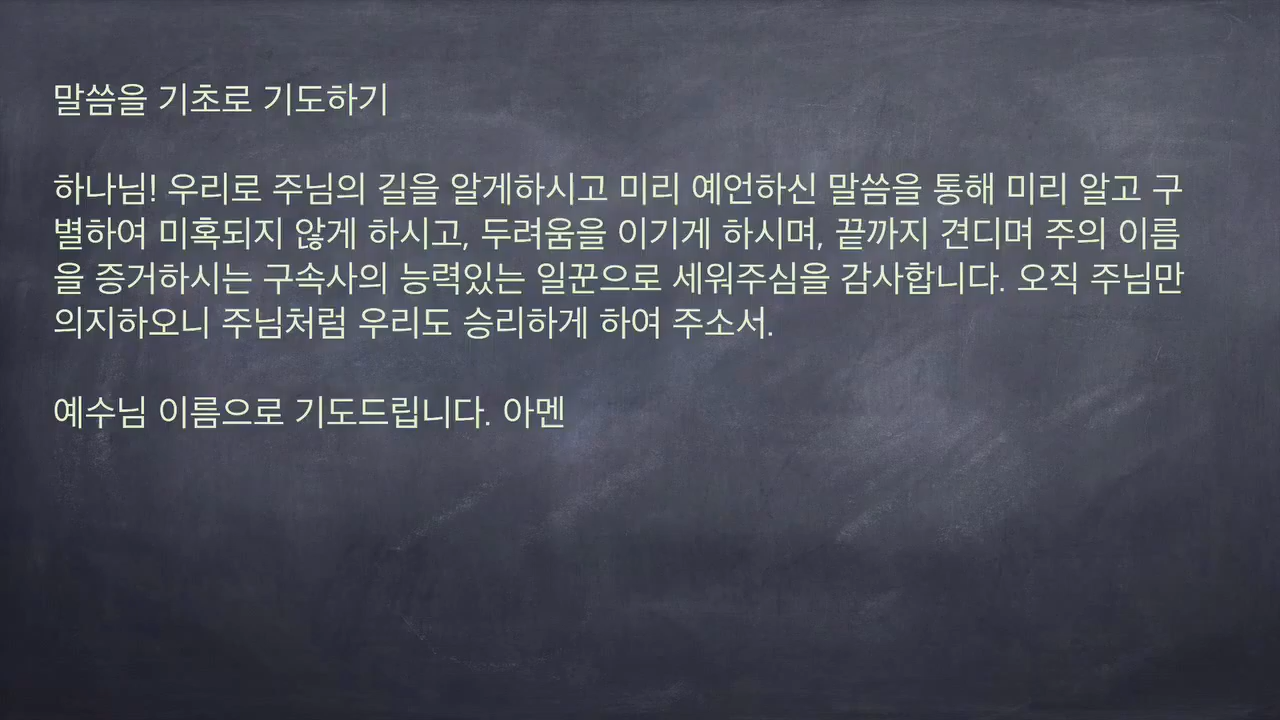 말씀을 기초로 기도하기
하나님! 우리로 주님의 길을 알게하시고 미리 예언하신 말씀을 통해 미리 알고 구
별하여 미혹되지 않게 하시고, 두려움을 이기게 하시며, 끝까지 견디며 주의 이름
을 증거하시는 구속사의 능력있는 일꾼으로 세워주심을 감사합니다. 오직 주님만
의지하오니 주님처럼 우리도 승리하게 하여 주소서.
예수님 이름으로 기도드립니다. 아멘